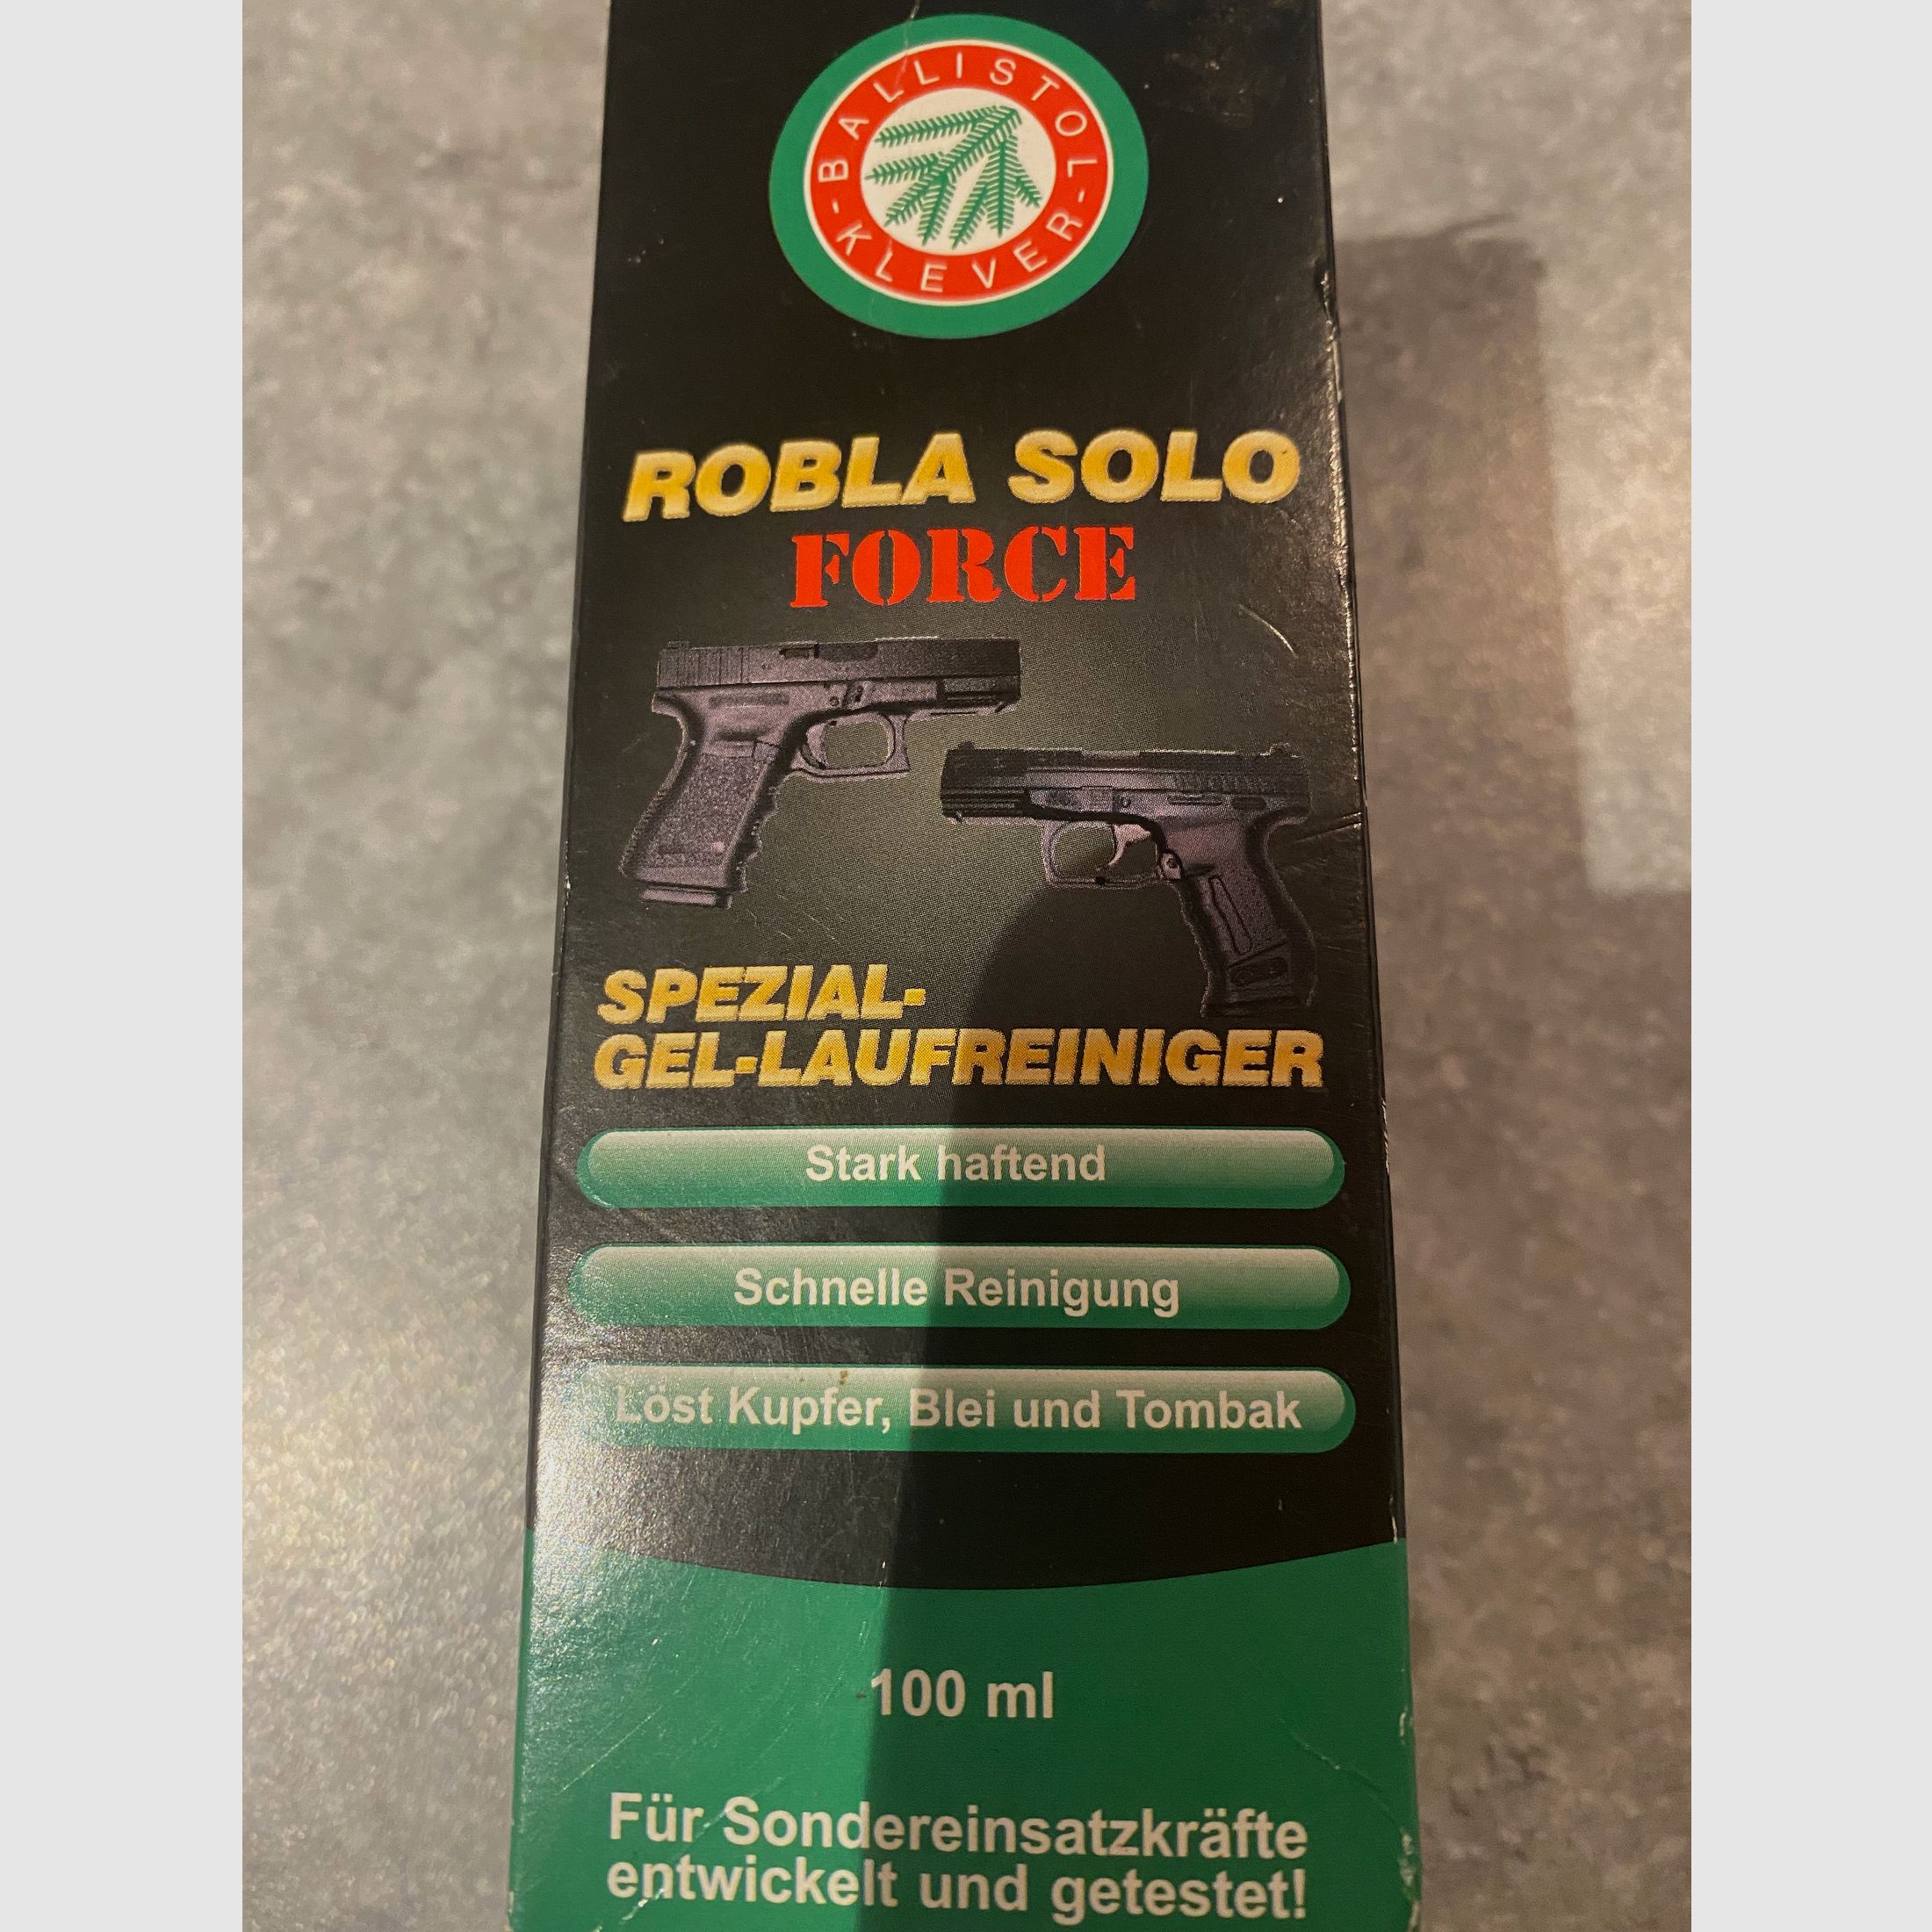 BALLISTOL
-KLEVER-
ROBLA SOLO
FORCE
SPEZIAL-
GEL-LAUFREINIGER
Stark haftend
Schnelle Reinigung
Löst Kupfer, Blei und Tombak
100 ml
Für Sondereinsatzkräfte
entwickelt und getestet!